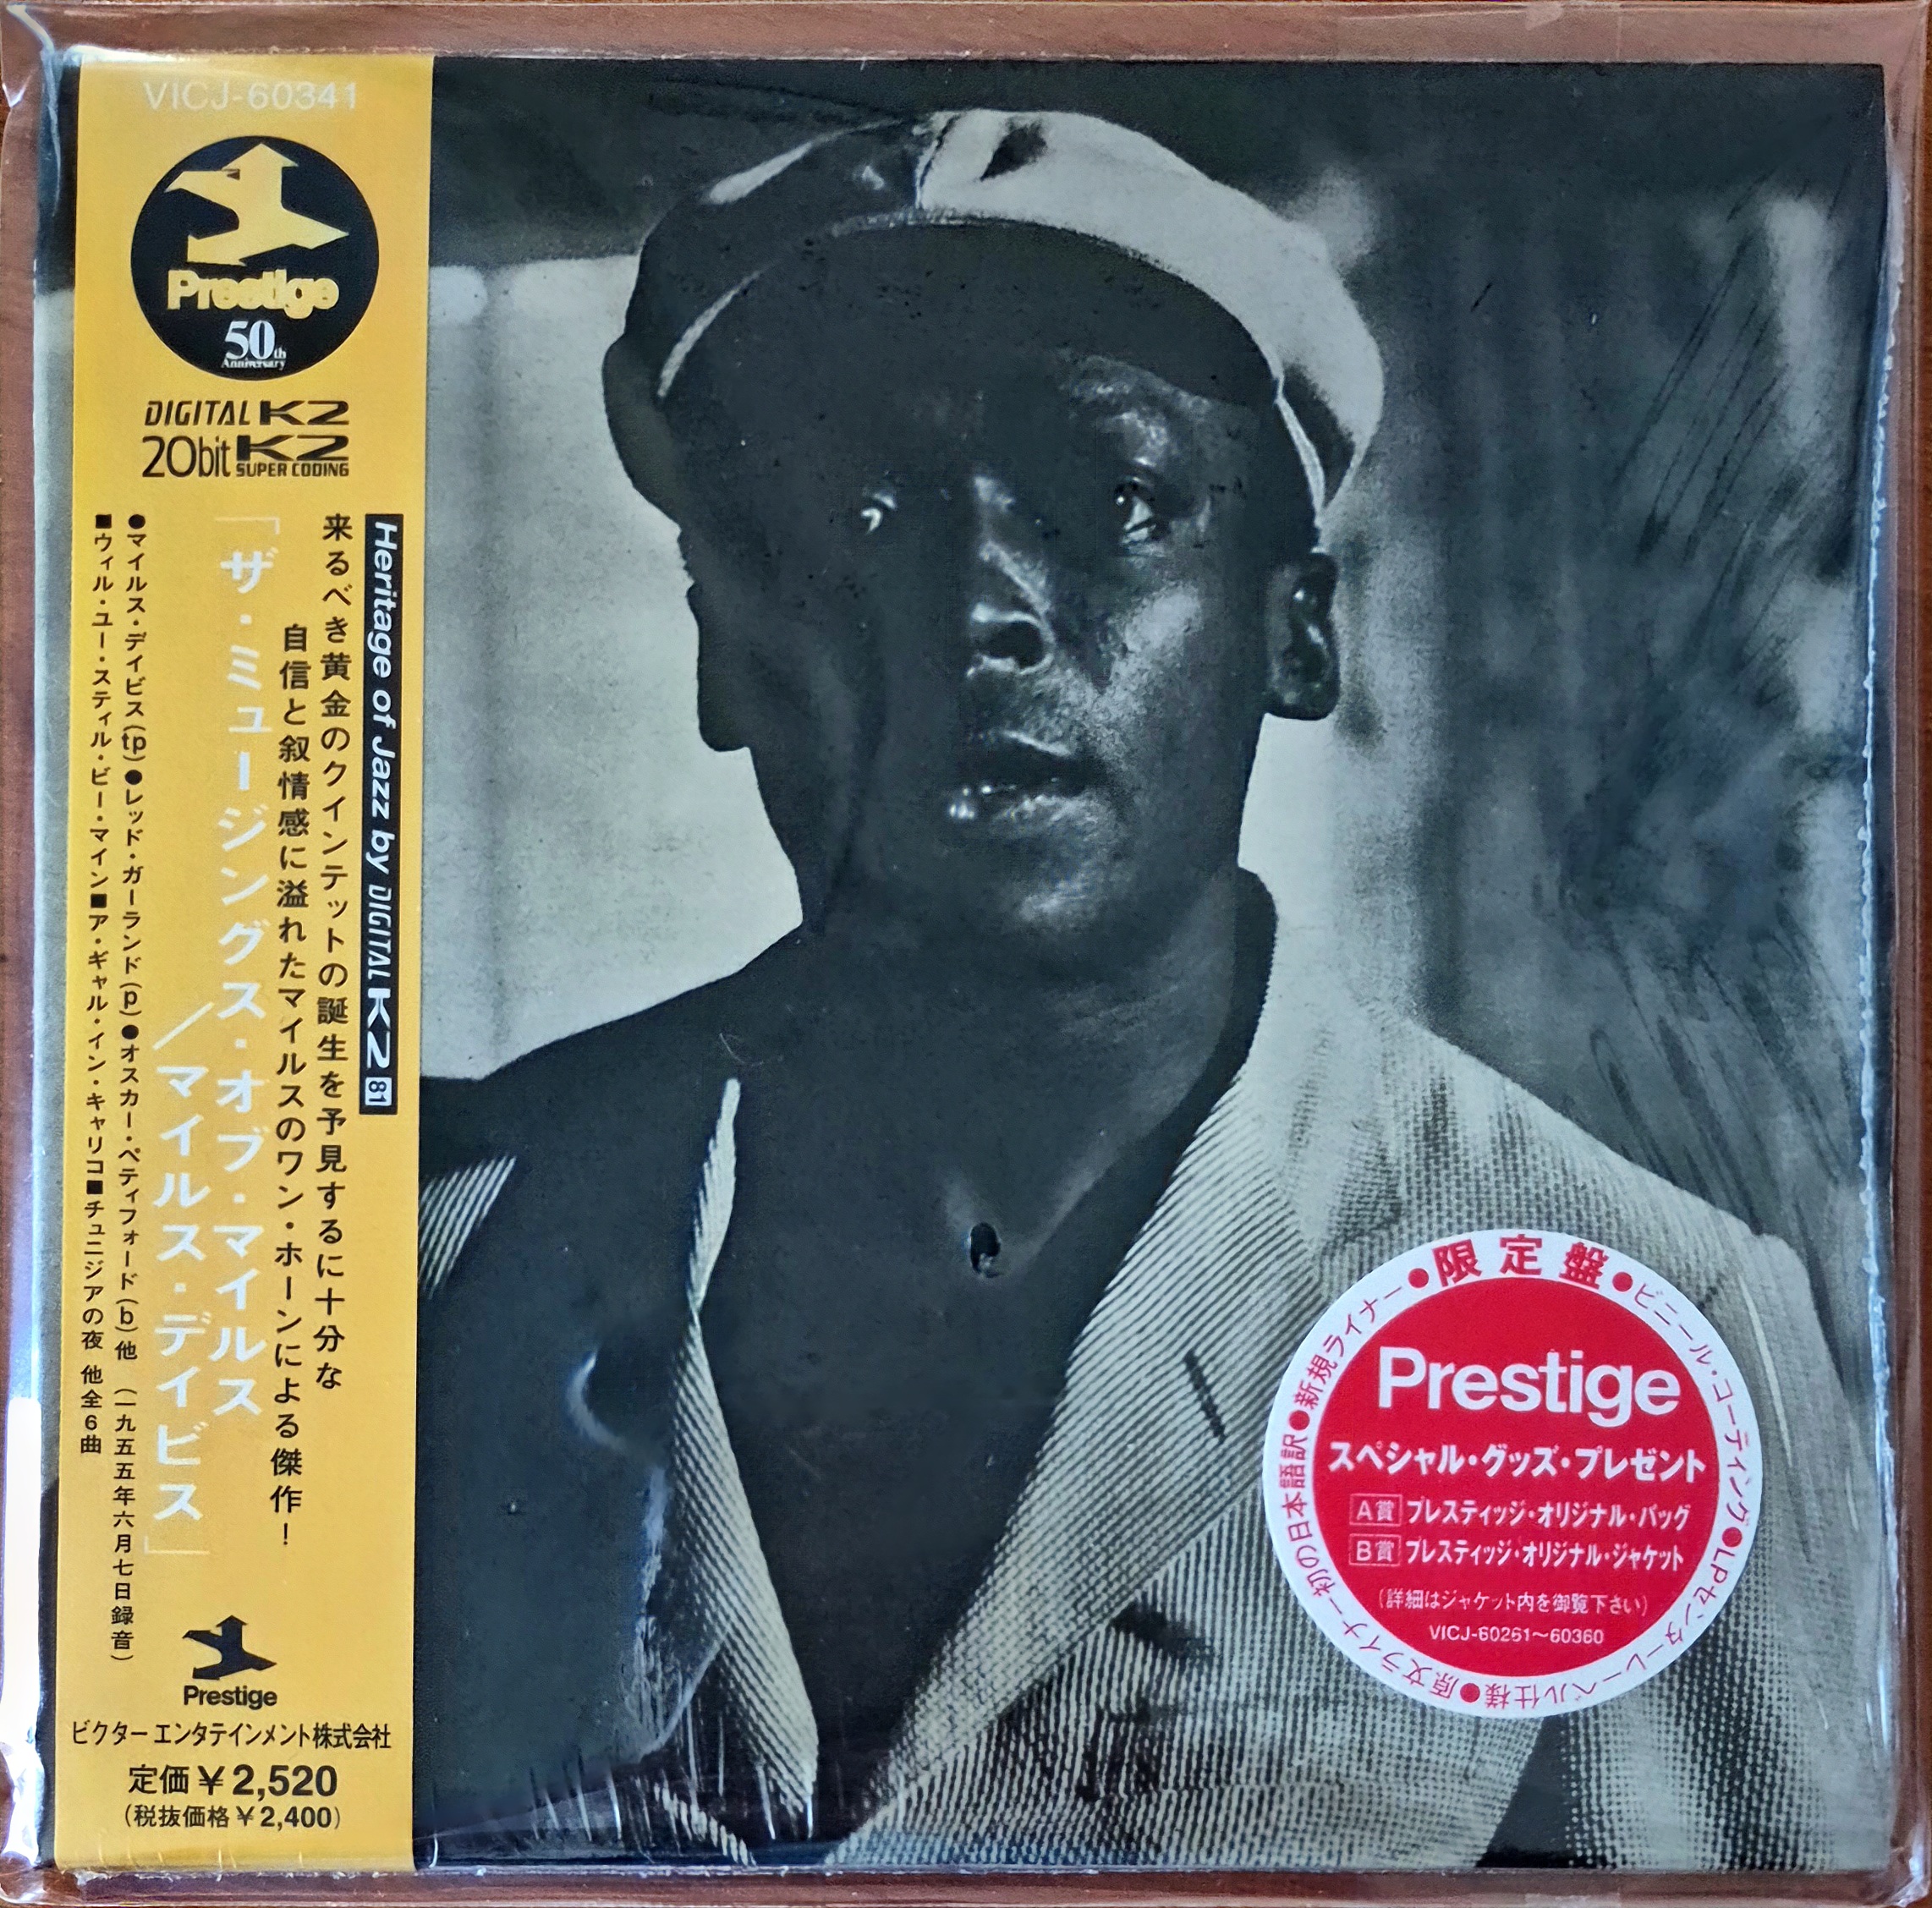 VICJ-60341
Prestige
50th
Anniversary
DIGITAL K2
20bit K2
SUPER CODING
Heritage of Jazz by DIGITAL K2 81
来るべき黄金のクインテットの誕生を予見するに十分な
自信と叙情感に溢れたマイルスのワン・ホーンによる傑作！
「ザ・ミュージングス・オブ・マイルス
／マイルス・デイビス」
●マイルス・デイビス(tp)●レッド・ガーランド(p)●オスカー・ペティフォード(b)他 (一九五五年六月七日録音)
■ウィル・ユー・スティル・ビー・マイン■ア・ギャル・イン・キャリコ■チュニジアの夜 他全6曲
Prestige
ビクター エンタテインメント株式会社
定価￥2,520
(税抜価格￥2,400)
●限定盤●ビニール・コーティング●LPセンターレーベル仕様●原文ライナー初の日本語訳●新規ライナー
Prestige
スペシャル・グッズ・プレゼント
A賞 プレスティッジ・オリジナル・バッグ
B賞 プレスティッジ・オリジナル・ジャケット
(詳細はジャケット内を御覧下さい)
VICJ-60261〜60360